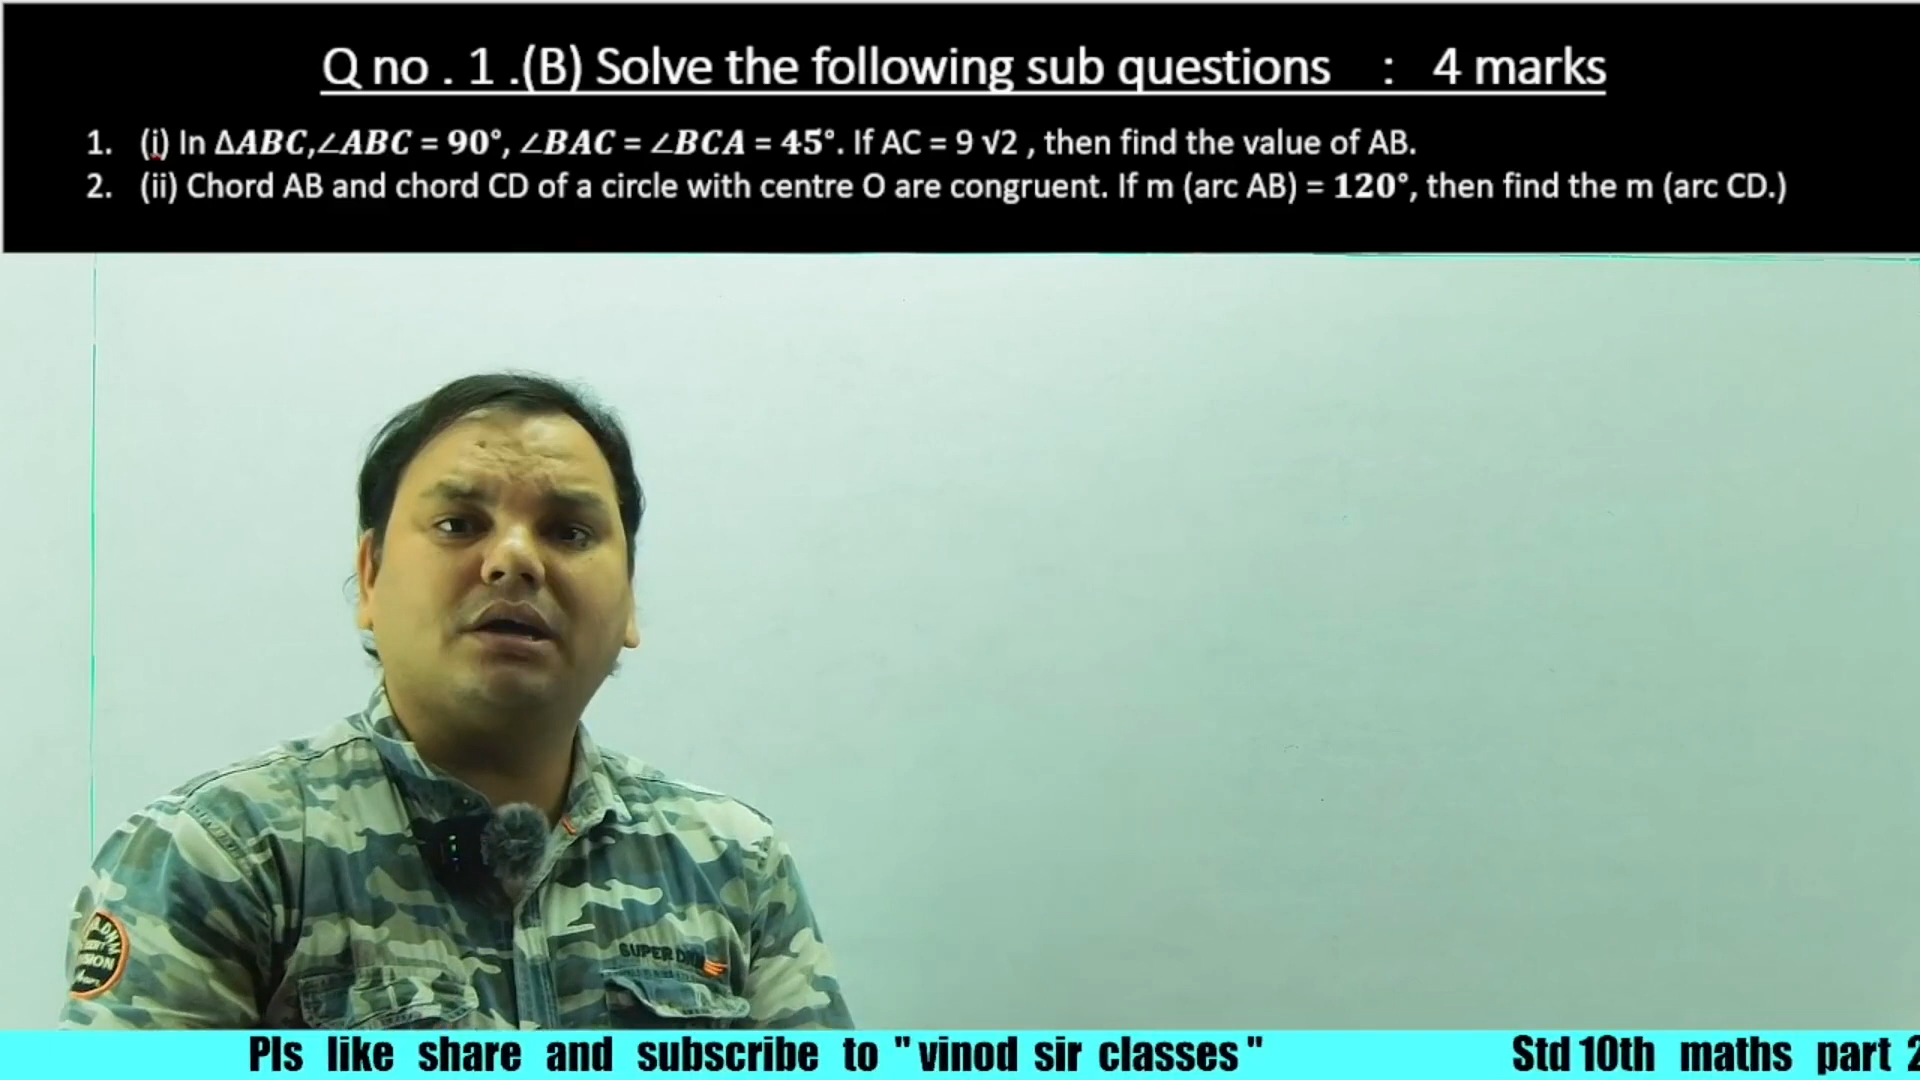 Q no . 1 .(B) Solve the following sub questions : 4 marks
1. (i) In ΔABC,∠ABC = 90°, ∠BAC = ∠BCA = 45°. If AC = 9 √2 , then find the value of AB.
2. (ii) Chord AB and chord CD of a circle with centre O are congruent. If m (arc AB) = 120°, then find the m (arc CD.)
SUPER
Pls like share and subscribe to "vinod sir classes" Std 10th maths part 2